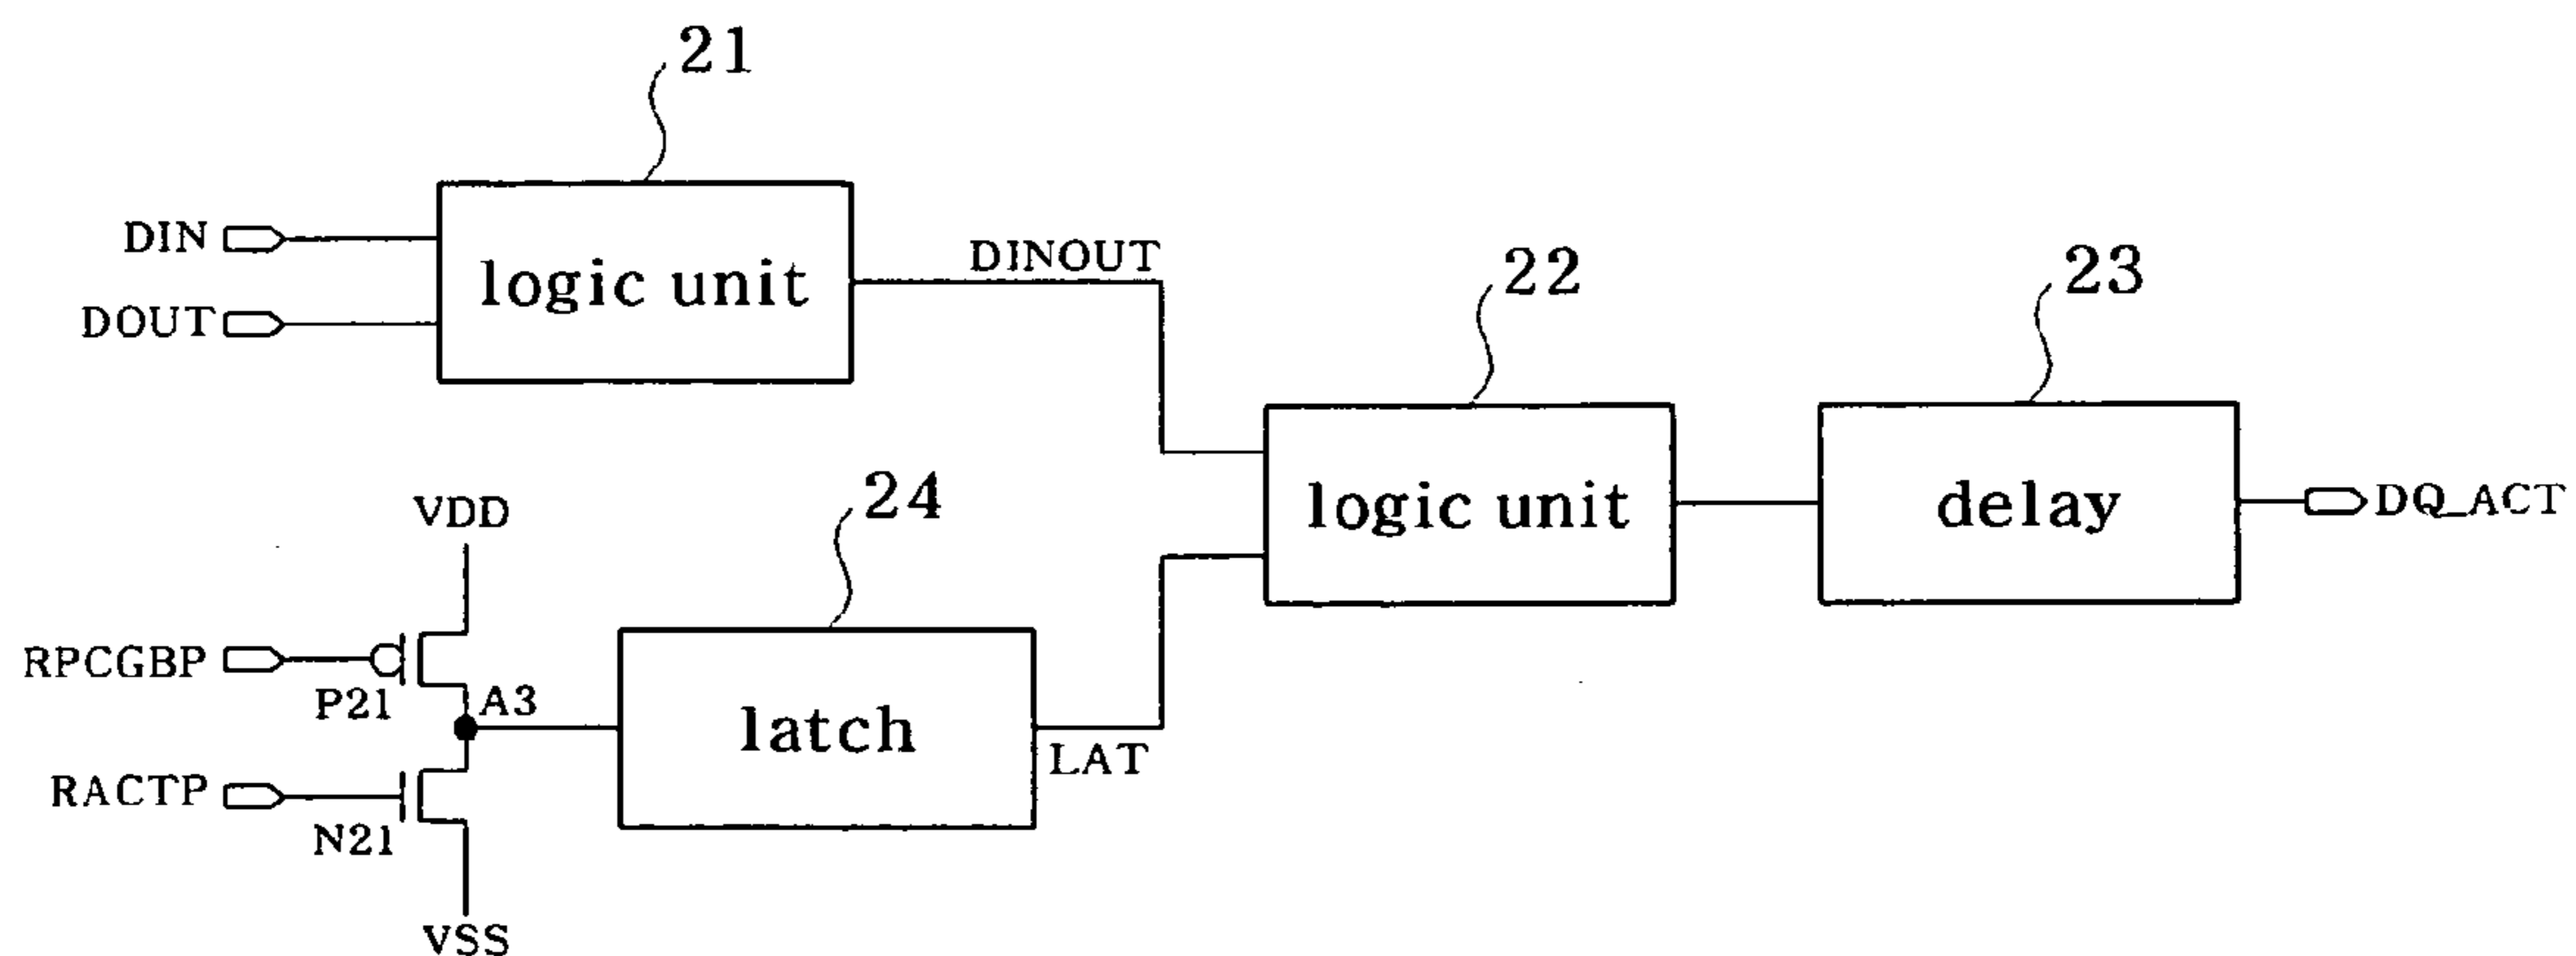 21
DIN
DOUT
logic unit
DINOUT
22
23
logic unit
delay
DQ_ACT
24
VDD
RPCGBP
P21
A3
latch
LAT
RACTP
N21
VSS